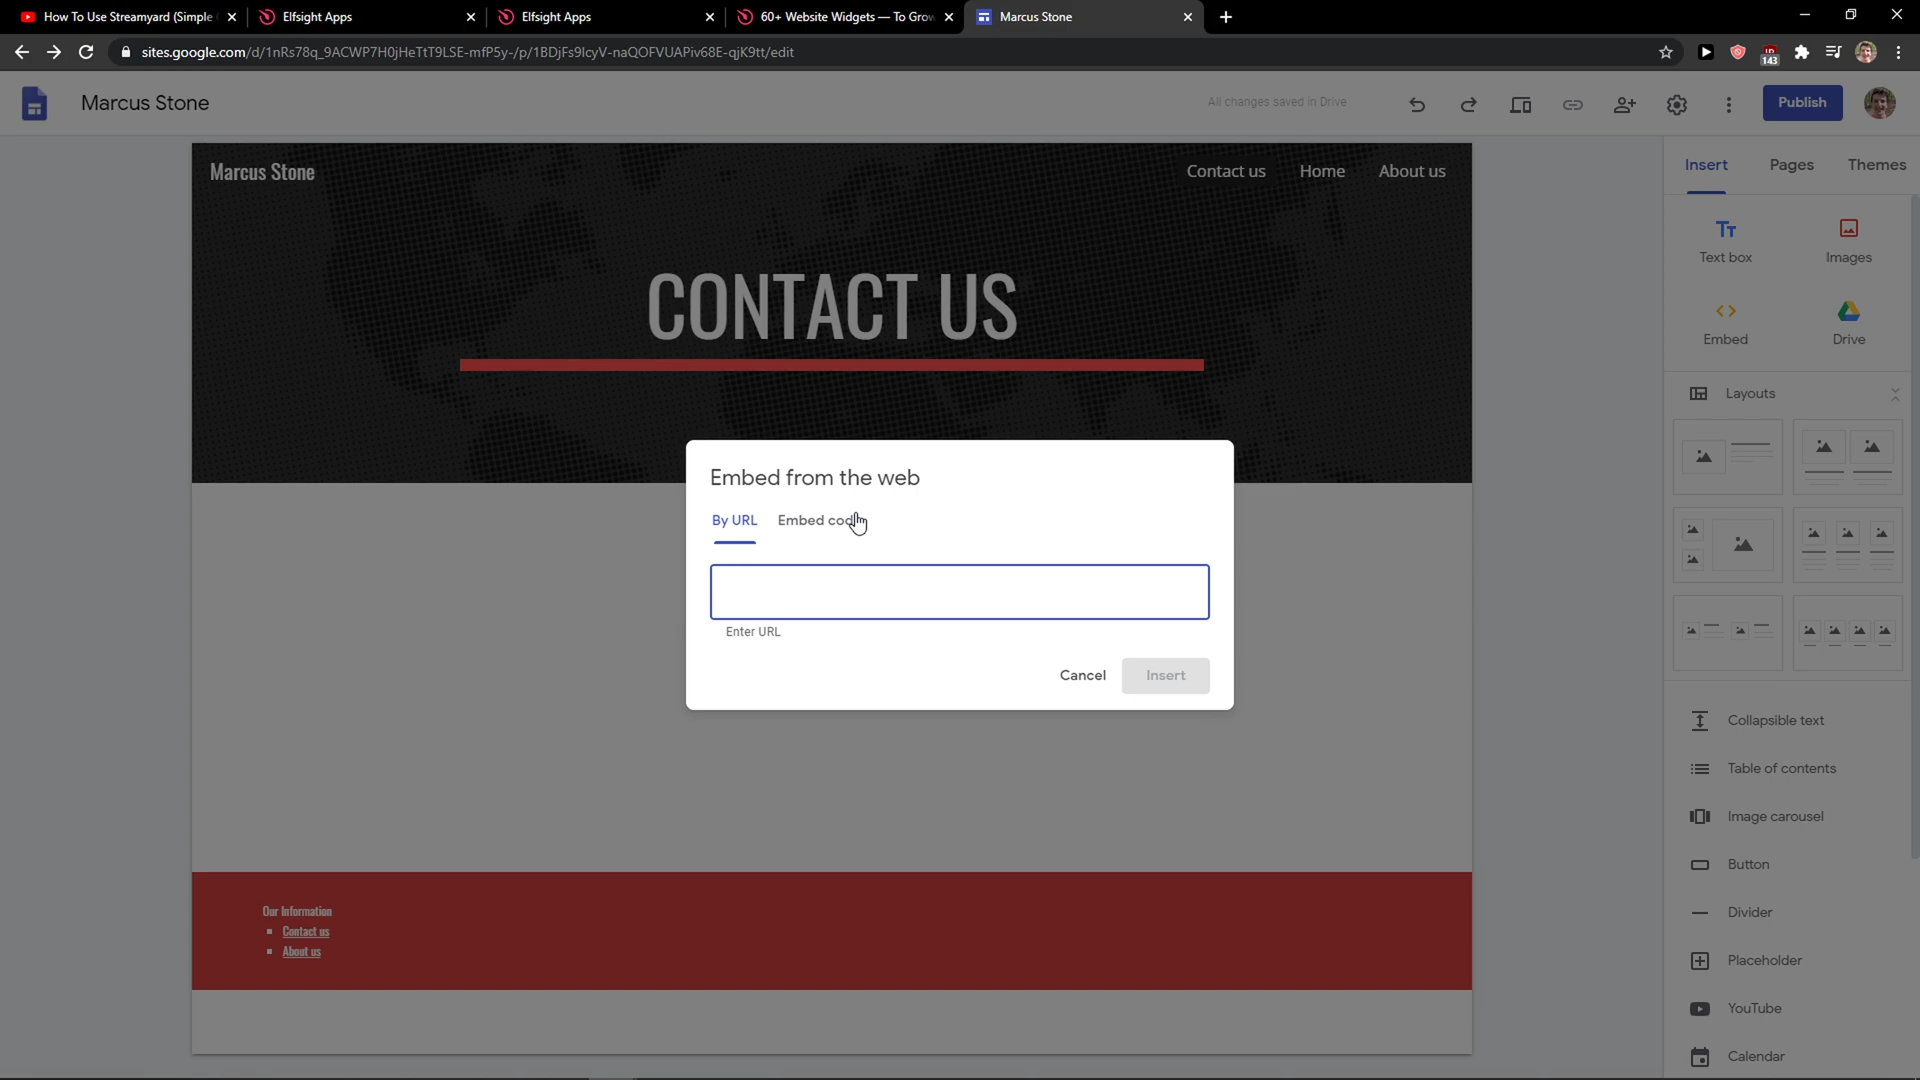 How To Use Streamyard (Simple
Elfsight Apps
Elfsight Apps
60+ Website Widgets — To Grow
Marcus Stone
sites.google.com/d/1nRs78q_9ACWP7H0jHeTtT9LSE-mfP5y-/p/1BDjFs9lcyV-naQOFVUAPiv68E-qjK9tt/edit
143
Marcus Stone
All changes saved in Drive
Publish
Marcus Stone
Contact us
Home
About us
Insert
Pages
Themes
CONTACT US
Text box
Images
Embed
Drive
Layouts
Embed from the web
By URL
Embed code
Enter URL
Cancel
Insert
Collapsible text
Table of contents
Image carousel
Button
Divider
Placeholder
YouTube
Calendar
Our Information
Contact us
About us